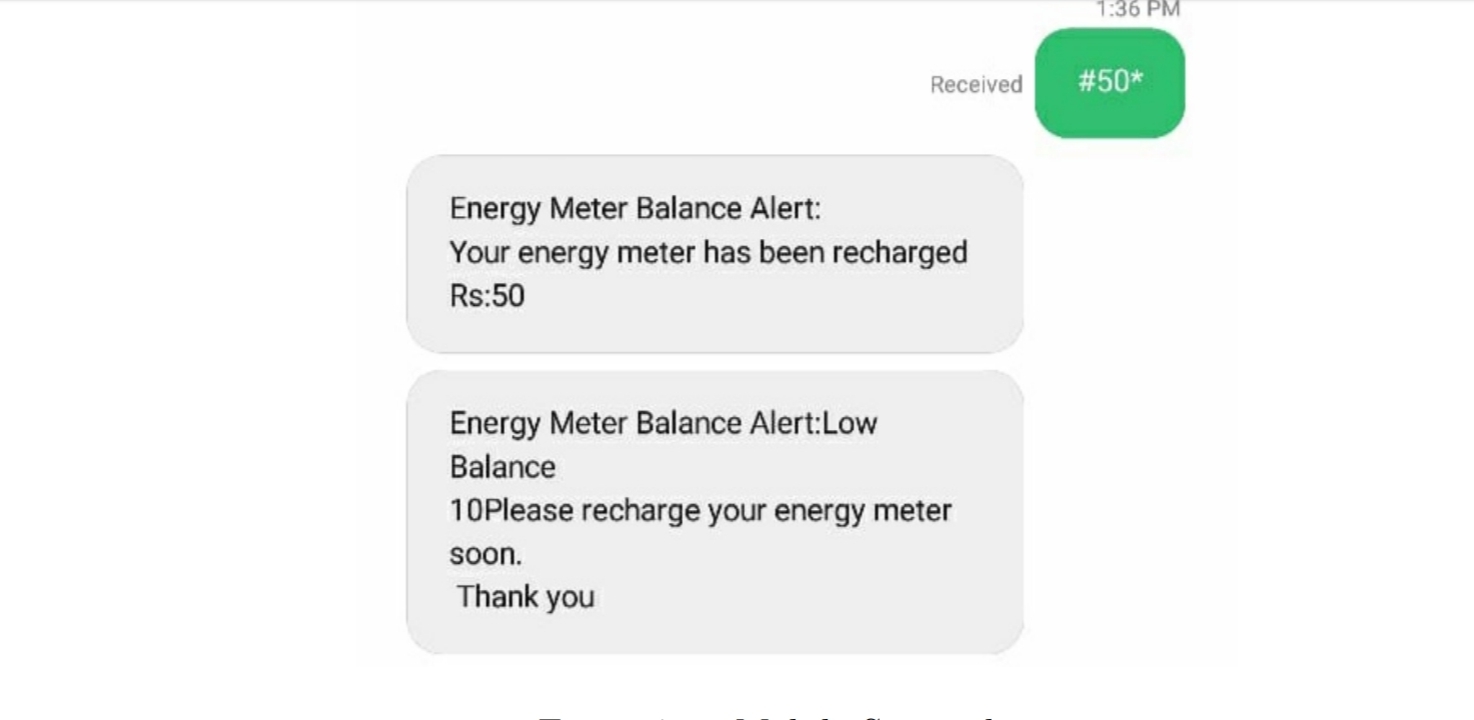 1:36 PM
Received
#50*
Energy Meter Balance Alert:
Your energy meter has been recharged
Rs:50
Energy Meter Balance Alert:Low
Balance
10Please recharge your energy meter
soon.
Thank you